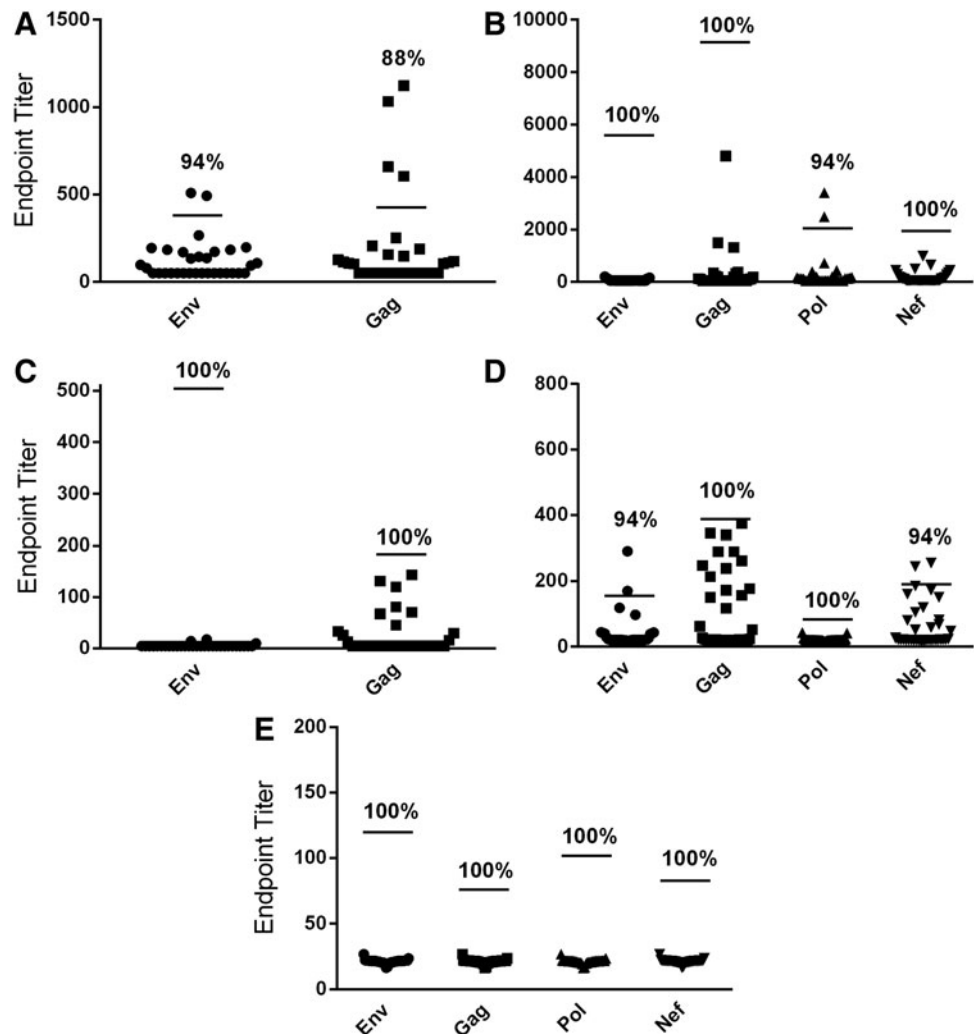 A
Endpoint Titer
1500
1000
500
0
94%
88%
Env
Gag
B
10000
8000
6000
4000
2000
0
100%
100%
94%
100%
Env
Gag
Pol
Nef
C
Endpoint Titer
500
400
300
200
100
0
100%
100%
Env
Gag
D
800
600
400
200
0
94%
100%
100%
94%
Env
Gag
Pol
Nef
E
Endpoint Titer
200
150
100
50
0
100%
100%
100%
100%
Env
Gag
Pol
Nef